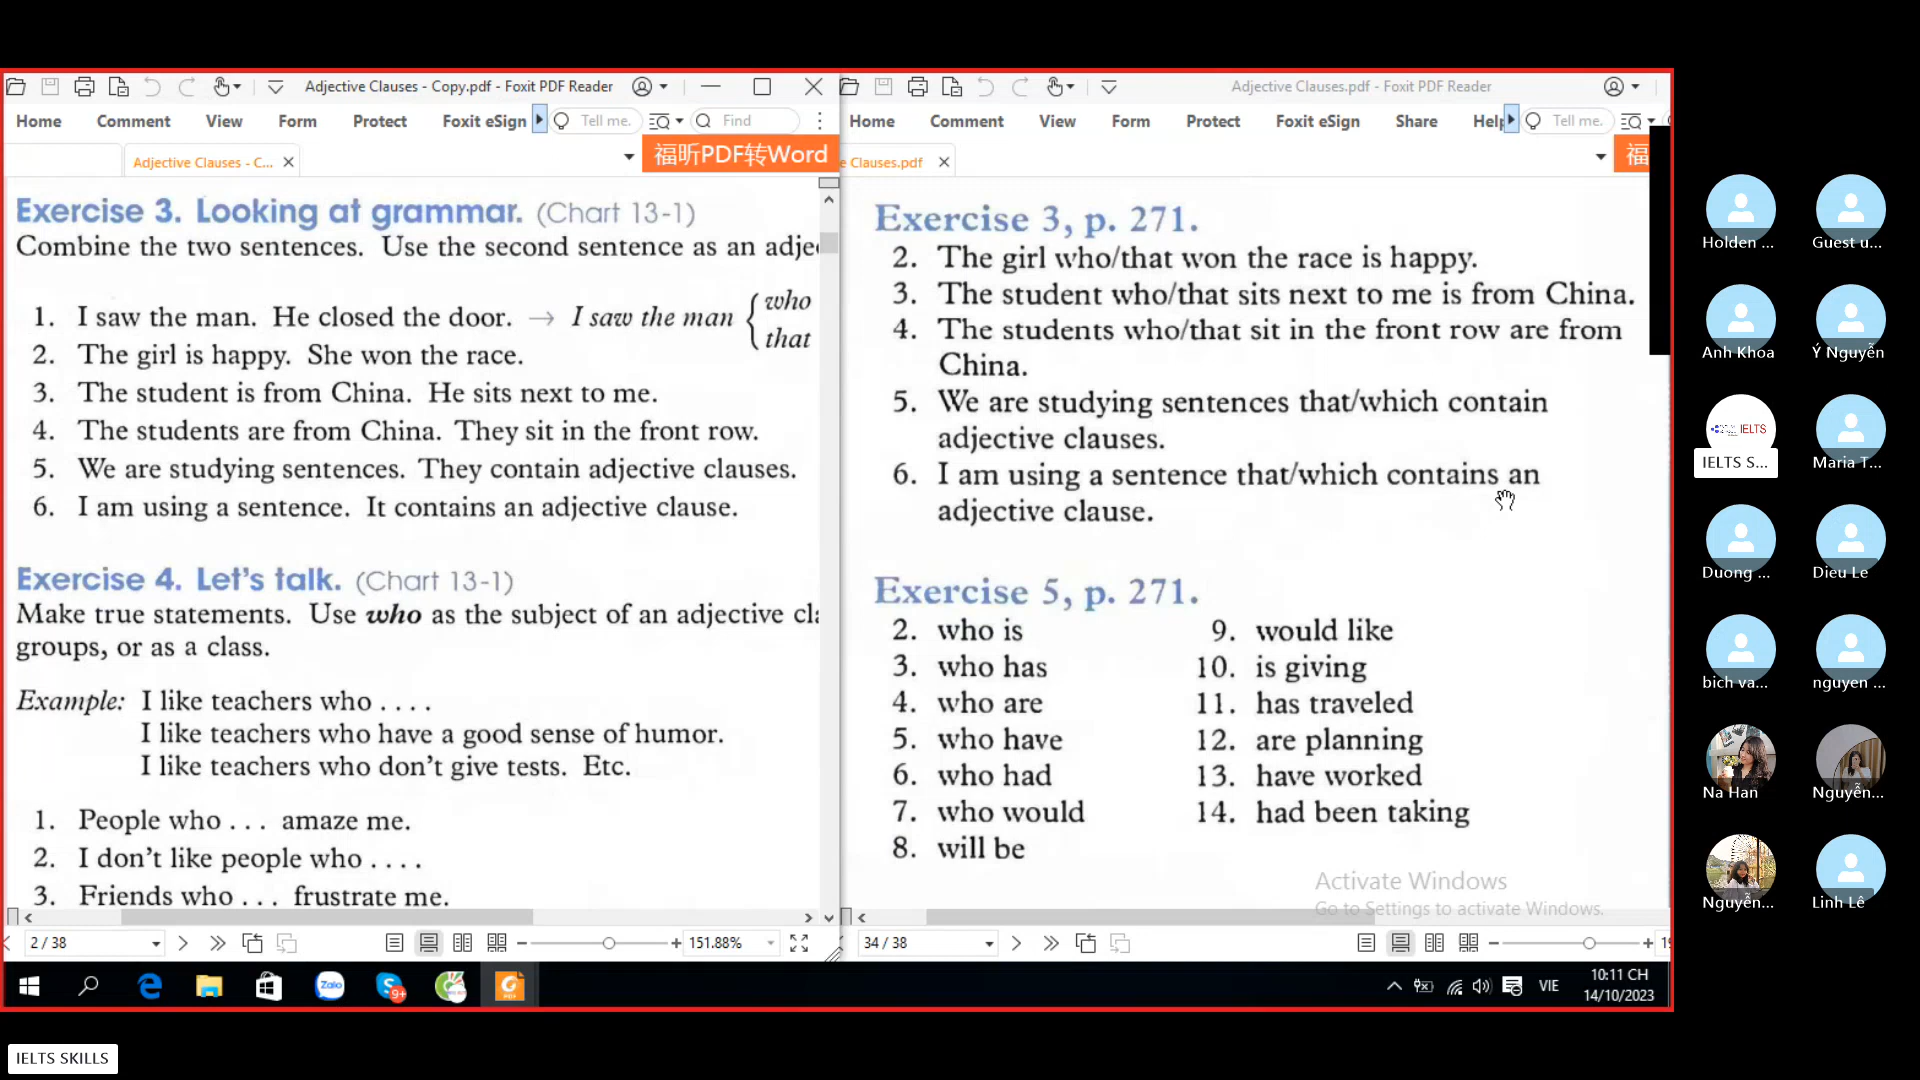 Adjective Clauses - Copy.pdf - Foxit PDF Reader
Home Comment View Form Protect Foxit eSign Tell me. Find
Adjective Clauses - C...
福昕PDF转Word
Exercise 3. Looking at grammar. (Chart 13-1)
Combine the two sentences. Use the second sentence as an adje
1. I saw the man. He closed the door. → I saw the man { who
that
2. The girl is happy. She won the race.
3. The student is from China. He sits next to me.
4. The students are from China. They sit in the front row.
5. We are studying sentences. They contain adjective clauses.
6. I am using a sentence. It contains an adjective clause.
Exercise 4. Let's talk. (Chart 13-1)
Make true statements. Use who as the subject of an adjective cla
groups, or as a class.
Example: I like teachers who . . . .
I like teachers who have a good sense of humor.
I like teachers who don't give tests. Etc.
1. People who . . . amaze me.
2. I don't like people who . . . .
3. Friends who . . . frustrate me.
2 / 38
151.88%
Adjective Clauses.pdf - Foxit PDF Reader
Home Comment View Form Protect Foxit eSign Share Help Tell me.
e Clauses.pdf
福
Exercise 3, p. 271.
2. The girl who/that won the race is happy.
3. The student who/that sits next to me is from China.
4. The students who/that sit in the front row are from
China.
5. We are studying sentences that/which contain
adjective clauses.
6. I am using a sentence that/which contains an
adjective clause.
Exercise 5, p. 271.
2. who is
3. who has
4. who are
5. who have
6. who had
7. who would
8. will be
9. would like
10. is giving
11. has traveled
12. are planning
13. have worked
14. had been taking
Activate Windows
Go to Settings to activate Windows.
34 / 38
Zalo
9+
VIE
10:11 CH
14/10/2023
Holden ...
Guest u...
Anh Khoa
Ý Nguyễn
IELTS
IELTS S...
Maria T...
Duong ...
Dieu Le
bich va...
nguyen ...
Na Han
Nguyễn...
Nguyễn...
Linh Lê
IELTS SKILLS